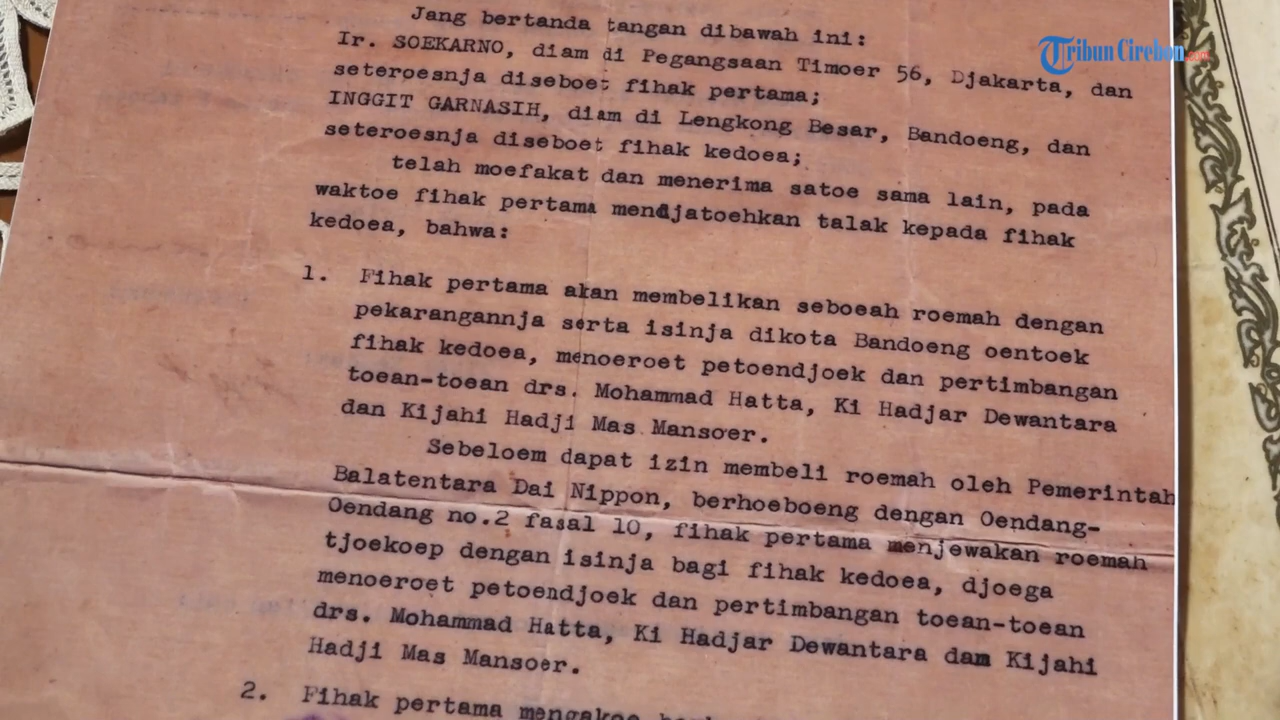 Jang bertanda tangan dibawah ini:
Ir. SOEKARNO, diam di Pegangsaan Timoer 56, Djakarta, dan
seteroesnja diseboet fihak pertama;
INGGIT GARNASIH, diam di Lengkong Besar, Bandoeng, dan
seteroesnja diseboet fihak kedoea;
telah moefakat dan menerima satoe sama lain, pada
waktoe fihak pertama mendjatoehkan talak kepada fihak
kedoea, bahwa:
1. Fihak pertama akan membelikan seboeah roemah dengan
pekarangannja serta isinja dikota Bandoeng oentoek
fihak kedoea, menoeroet petoendjoek dan pertimbangan
toean-toean drs. Mohammad Hatta, Ki Hadjar Dewantara
dan Kijahi Hadji Mas Mansoer.
Sebeloem dapat izin membeli roemah oleh Pemerintah
Balatentara Dai Nippon, berhoeboeng dengan Oendang-
Oendang no.2 fasal 10, fihak pertama menjewakan roemah
tjoekoep dengan isinja bagi fihak kedoea, djoega
menoeroet petoendjoek dan pertimbangan toean-toean
drs. Mohammad Hatta, Ki Hadjar Dewantara dam Kijahi
Hadji Mas Mansoer.
2. Fihak pertama mengakoe
Tribun Cirebon.com